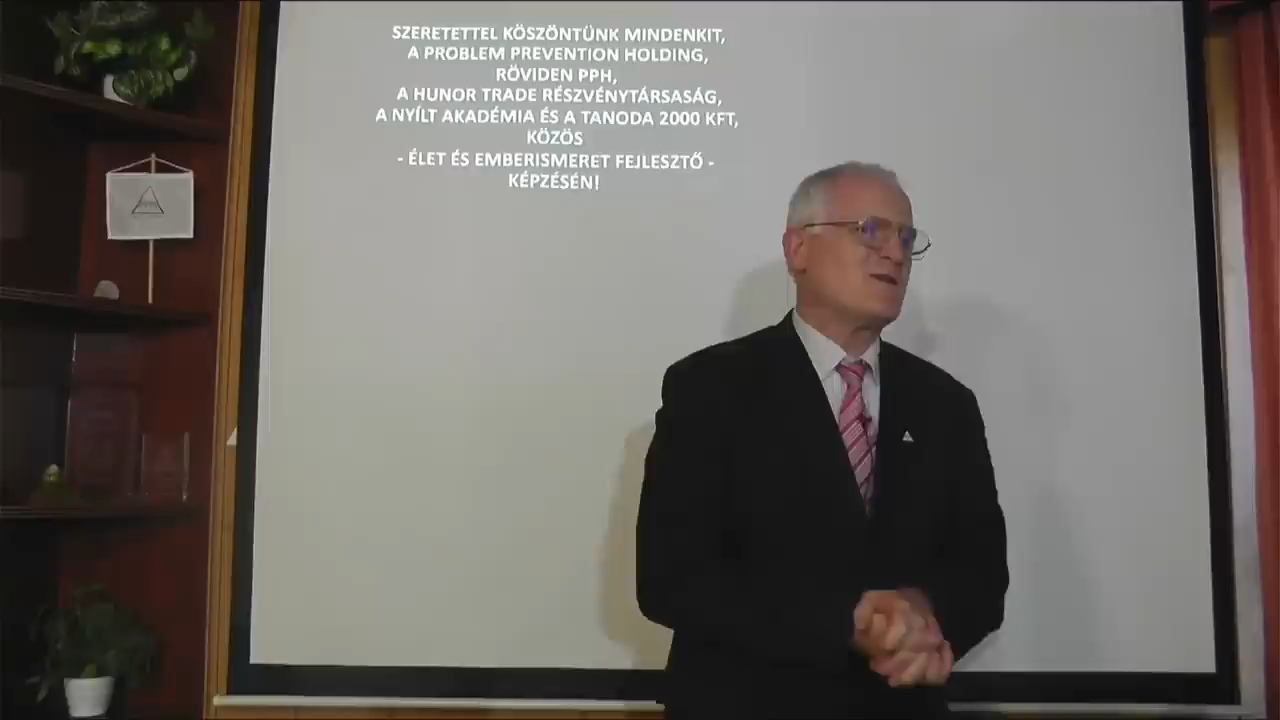 SZERETETTEL KÖSZÖNTÜNK MINDENKIT,
A PROBLEM PREVENTION HOLDING,
RÖVIDEN PPH,
A HUNOR TRADE RÉSZVÉNYTÁRSASÁG,
A NYÍLT AKADÉMIA ÉS A TANODA 2000 KFT,
KÖZÖS
- ÉLET ÉS EMBERISMERET FEJLESZTŐ -
KÉPZÉSÉN!